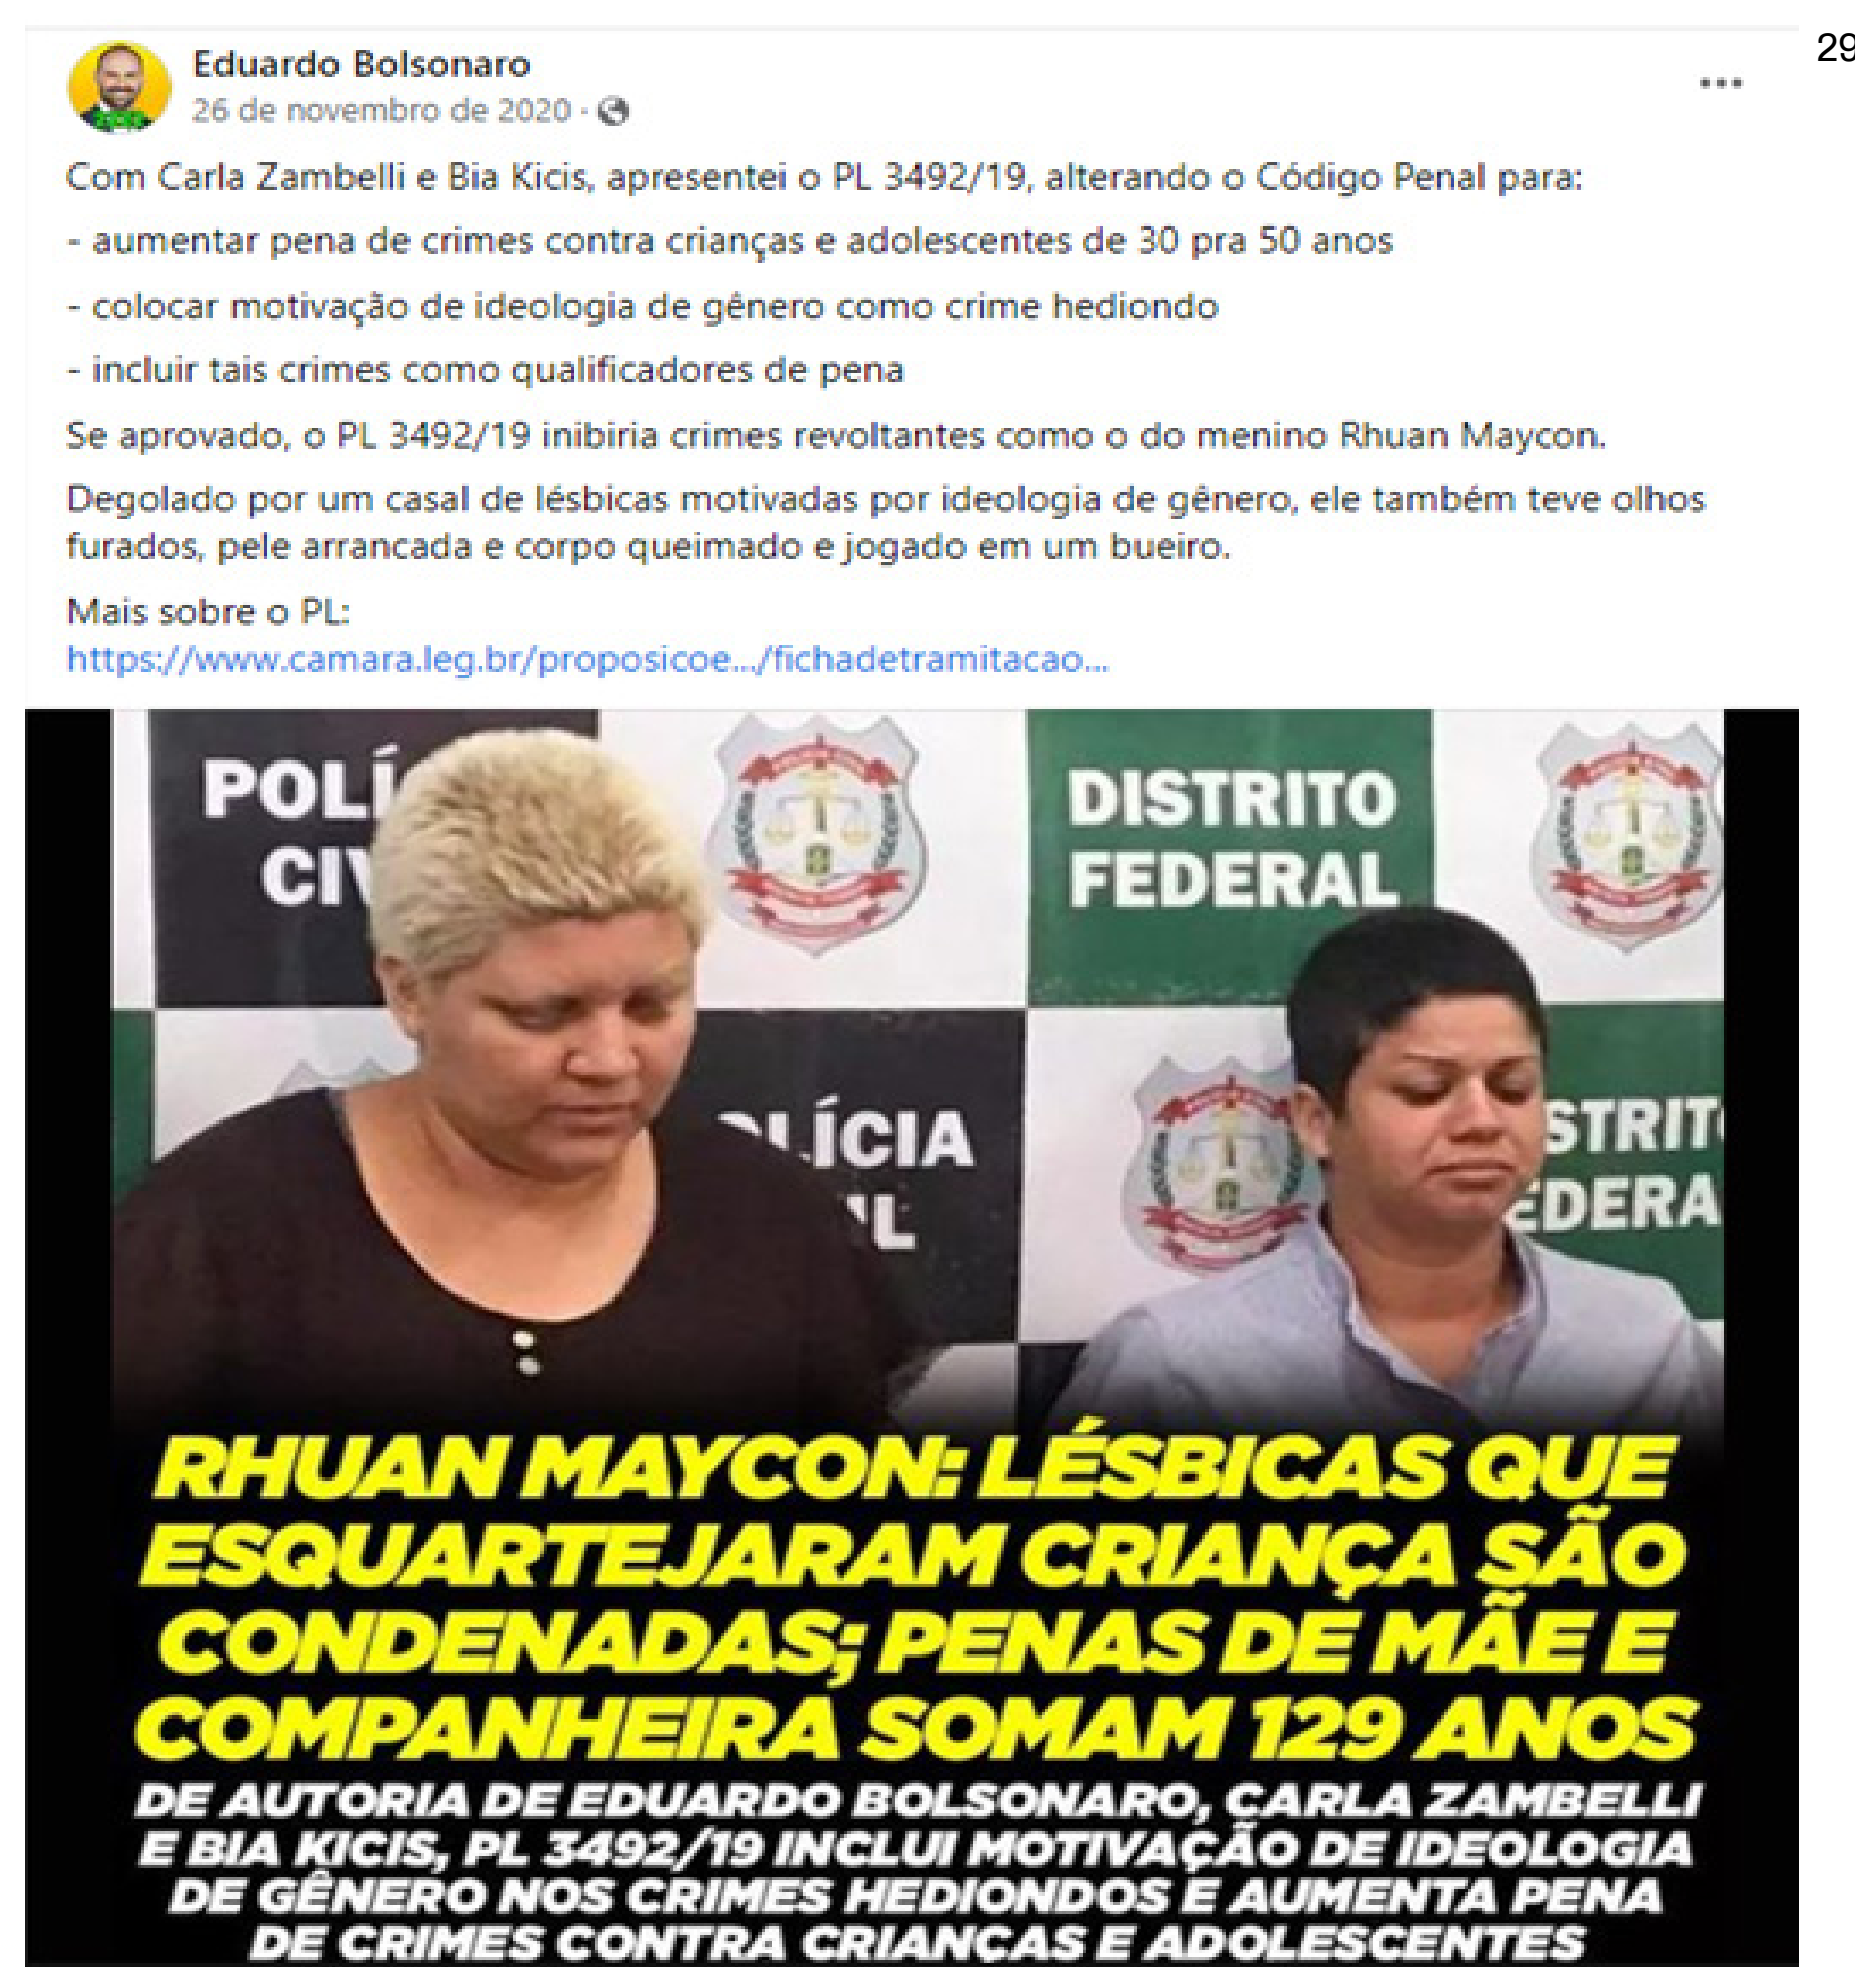 29
Eduardo Bolsonaro
26 de novembro de 2020 ·
Com Carla Zambelli e Bia Kicis, apresentei o PL 3492/19, alterando o Código Penal para:
- aumentar pena de crimes contra crianças e adolescentes de 30 pra 50 anos
- colocar motivação de ideologia de gênero como crime hediondo
- incluir tais crimes como qualificadores de pena
Se aprovado, o PL 3492/19 inibiria crimes revoltantes como o do menino Rhuan Maycon.
Degolado por um casal de lésbicas motivadas por ideologia de gênero, ele também teve olhos
furados, pele arrancada e corpo queimado e jogado em um bueiro.
Mais sobre o PL:
https://www.camara.leg.br/proposicoe.../fichadetramitacao...
POLÍ
CIV
DISTRITO
FEDERAL
LÍCIA
IL
STRIT
EDERA
RHUAN MAYCON: LÉSBICAS QUE
ESQUARTEJARAM CRIANÇA SÃO
CONDENADAS; PENAS DE MÃE E
COMPANHEIRA SOMAM 129 ANOS
DE AUTORIA DE EDUARDO BOLSONARO, CARLA ZAMBELLI
E BIA KICIS, PL 3492/19 INCLUI MOTIVAÇÃO DE IDEOLOGIA
DE GÊNERO NOS CRIMES HEDIONDOS E AUMENTA PENA
DE CRIMES CONTRA CRIANÇAS E ADOLESCENTES